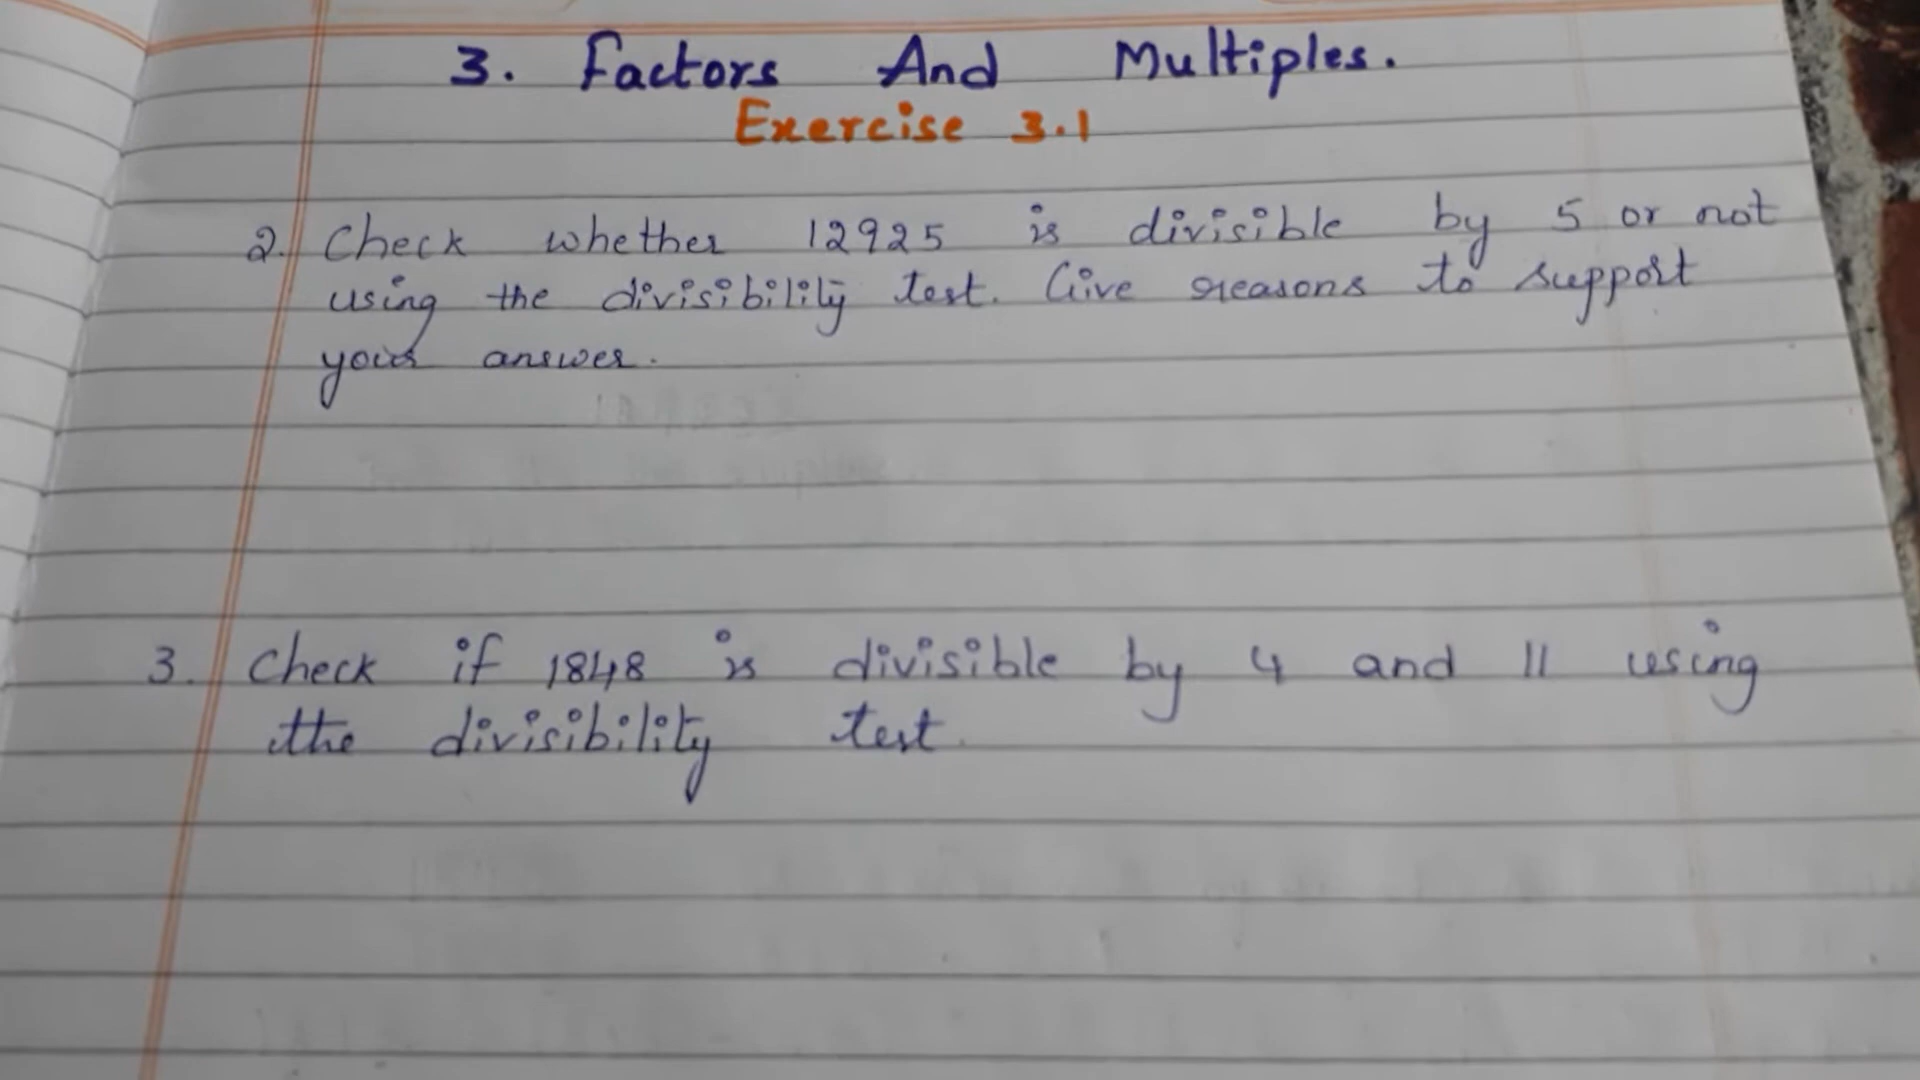 3. Factors And Multiples.
Exercise 3.1
2. Check whether 12925 is divisible by 5 or not
using the divisibility test. Give reasons to support
your answer.
3. Check if 1848 is divisible by 4 and 11 using
the divisibility test.